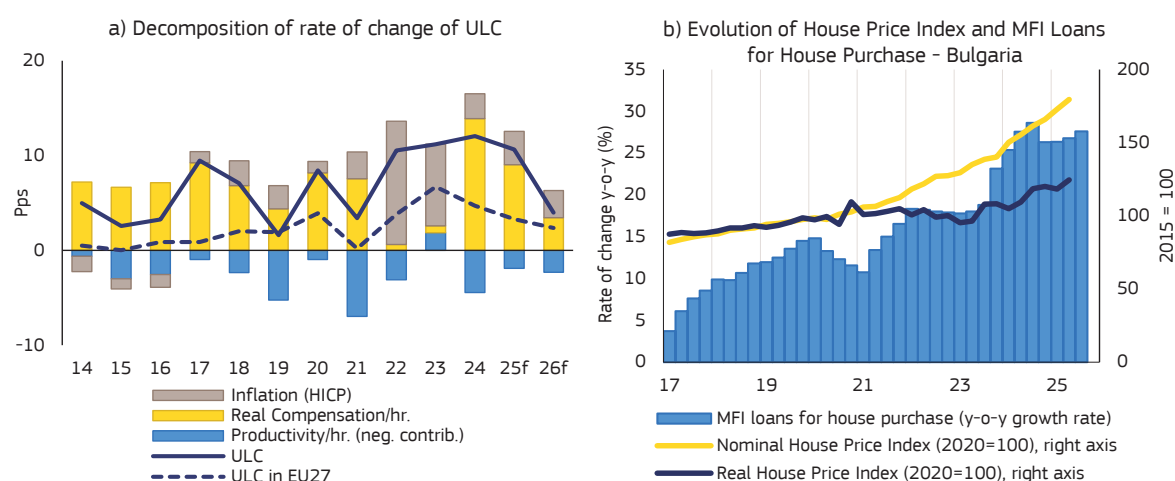 a) Decomposition of rate of change of ULC
20
10
0
-10
Pps
14 15 16 17 18 19 20 21 22 23 24 25f 26f
Inflation (HICP)
Real Compensation/hr.
Productivity/hr. (neg. contrib.)
ULC
ULC in EU27
b) Evolution of House Price Index and MFI Loans
for House Purchase - Bulgaria
35
30
25
20
15
10
5
0
Rate of change y-o-y (%)
200
150
100
50
0
2015 = 100
17 19 21 23 25
MFI loans for house purchase (y-o-y growth rate)
Nominal House Price Index (2020=100), right axis
Real House Price Index (2020=100), right axis